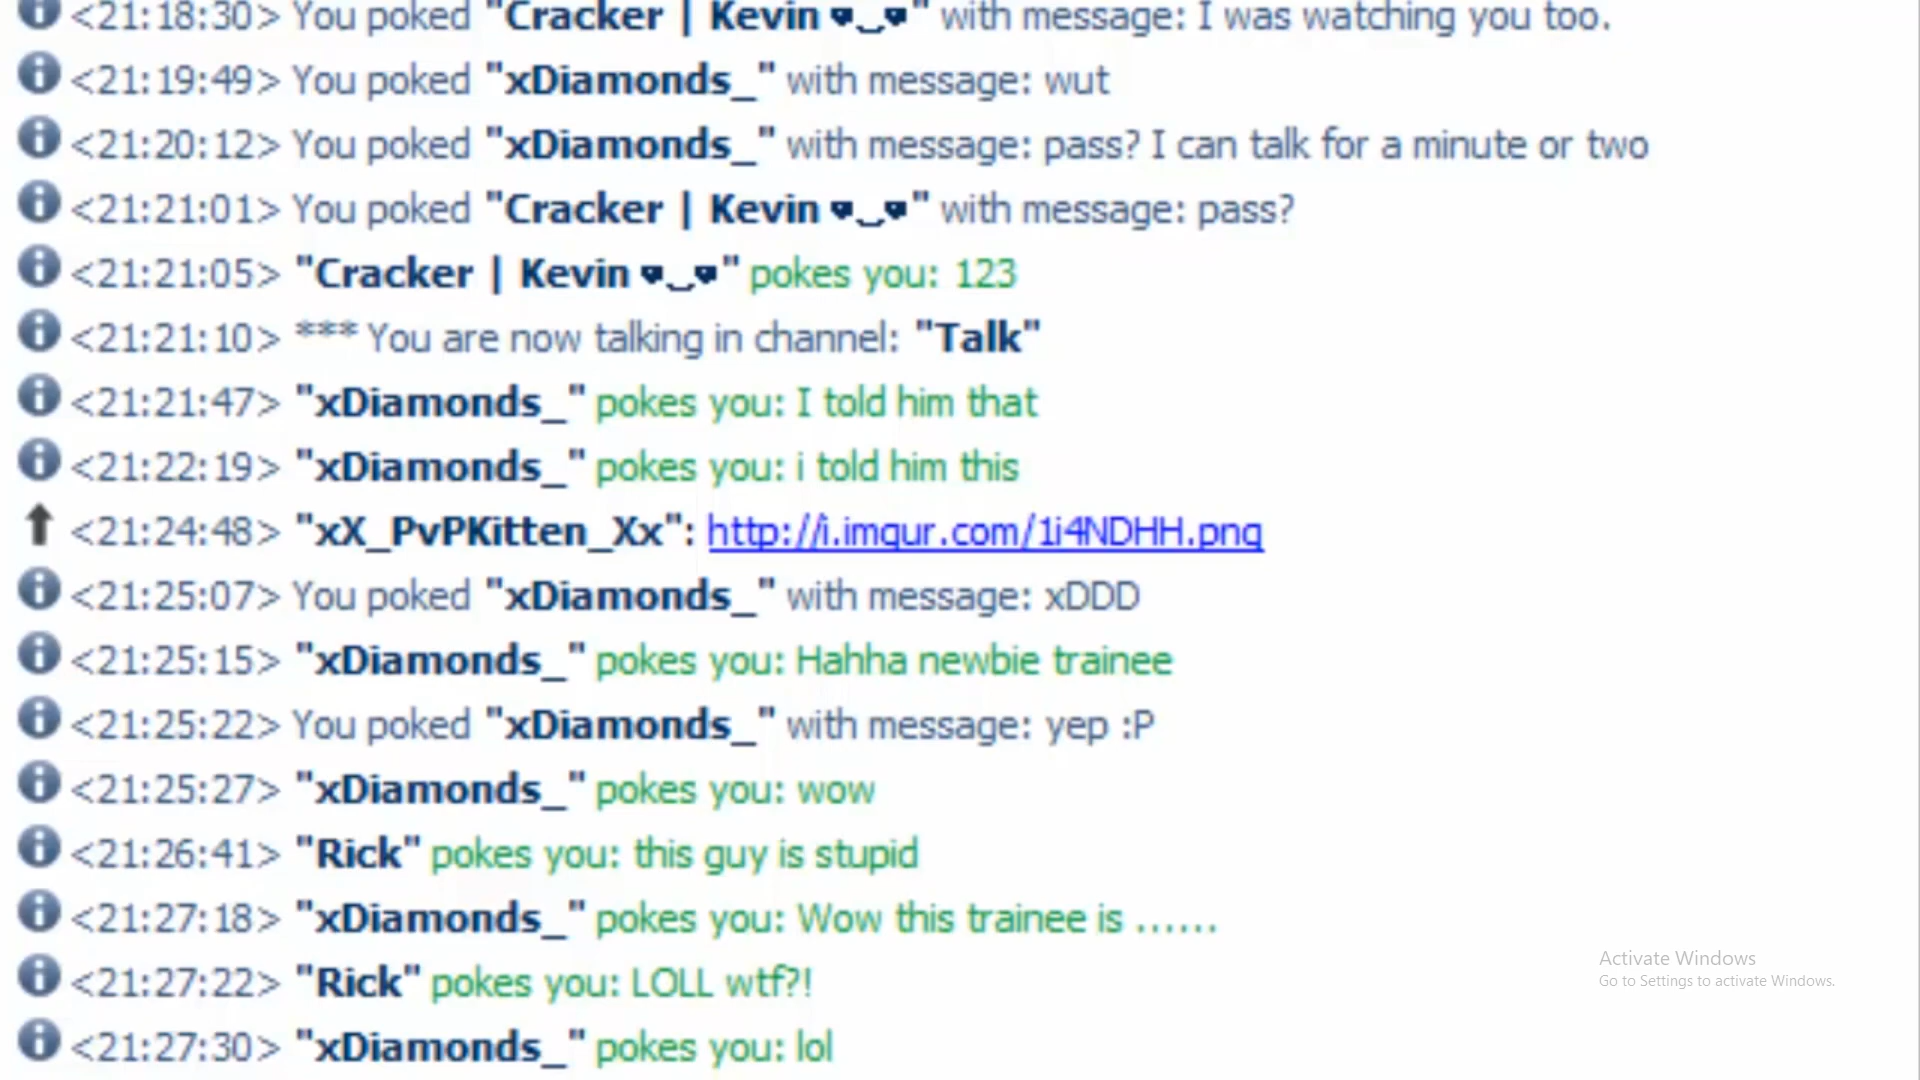 <21:18:30> You poked "Cracker | Kevin ♥‿♥" with message: I was watching you too.
<21:19:49> You poked "xDiamonds_" with message: wut
<21:20:12> You poked "xDiamonds_" with message: pass? I can talk for a minute or two
<21:21:01> You poked "Cracker | Kevin ♥‿♥" with message: pass?
<21:21:05> "Cracker | Kevin ♥‿♥" pokes you: 123
<21:21:10> *** You are now talking in channel: "Talk"
<21:21:47> "xDiamonds_" pokes you: I told him that
<21:22:19> "xDiamonds_" pokes you: i told him this
<21:24:48> "xX_PvPKitten_Xx": http://i.imgur.com/1i4NDHH.png
<21:25:07> You poked "xDiamonds_" with message: xDDD
<21:25:15> "xDiamonds_" pokes you: Hahha newbie trainee
<21:25:22> You poked "xDiamonds_" with message: yep :P
<21:25:27> "xDiamonds_" pokes you: wow
<21:26:41> "Rick" pokes you: this guy is stupid
<21:27:18> "xDiamonds_" pokes you: Wow this trainee is ......
<21:27:22> "Rick" pokes you: LOLL wtf?!
<21:27:30> "xDiamonds_" pokes you: lol
Activate Windows
Go to Settings to activate Windows.